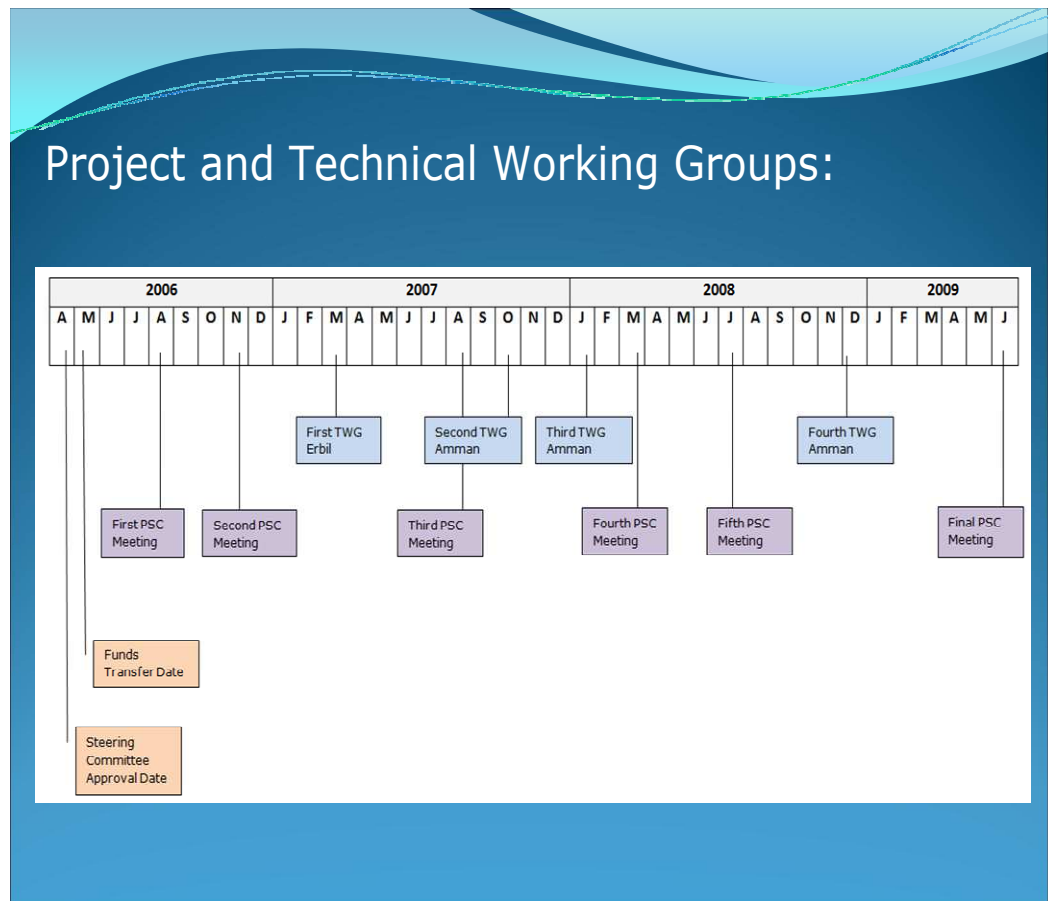 Project and Technical Working Groups:
2006 2007 2008 2009
A M J J A S O N D J F M A M J J A S O N D J F M A M J J A S O N D J F M A M J
First TWG
Erbil
Second TWG
Amman
Third TWG
Amman
Fourth TWG
Amman
First PSC
Meeting
Second PSC
Meeting
Third PSC
Meeting
Fourth PSC
Meeting
Fifth PSC
Meeting
Final PSC
Meeting
Funds
Transfer Date
Steering
Committee
Approval Date